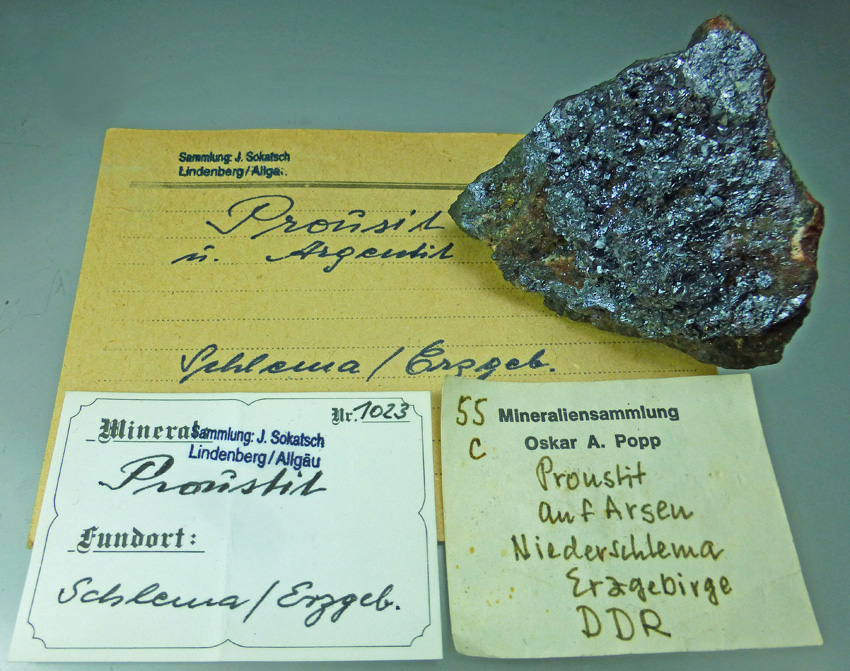 Sammlung: J. Sokatsch
Lindenberg/Allgäu
Proustit
u. Argentit
Schlema / Erzgeb.
Mineral
Nr. 1023
Sammlung: J. Sokatsch
Lindenberg/Allgäu
Proustit
Fundort:
Schlema / Erzgeb.
55 Mineraliensammlung
C Oskar A. Popp
Proustit
auf Arsen
Niederschlema
Erzgebirge
DDR